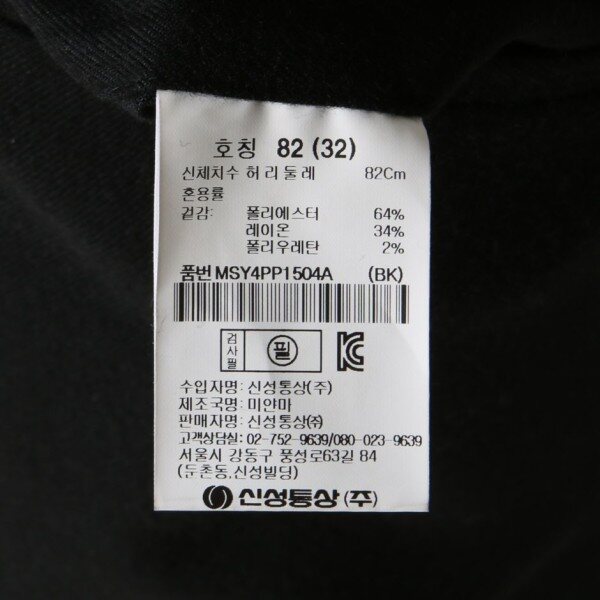 호칭 82 (32)
신체치수 허리둘레 82Cm
혼용률
겉감: 폴리에스터 64%
레이온 34%
폴리우레탄 2%
품번 MSY4PP1504A (BK)
검사필 필 KC
수입자명: 신성통상(주)
제조국명: 미얀마
판매자명: 신성통상㈜
고객상담실: 02-752-9639/080-023-9639
서울시 강동구 풍성로63길 84
(둔촌동,신성빌딩)
신성통상(주)